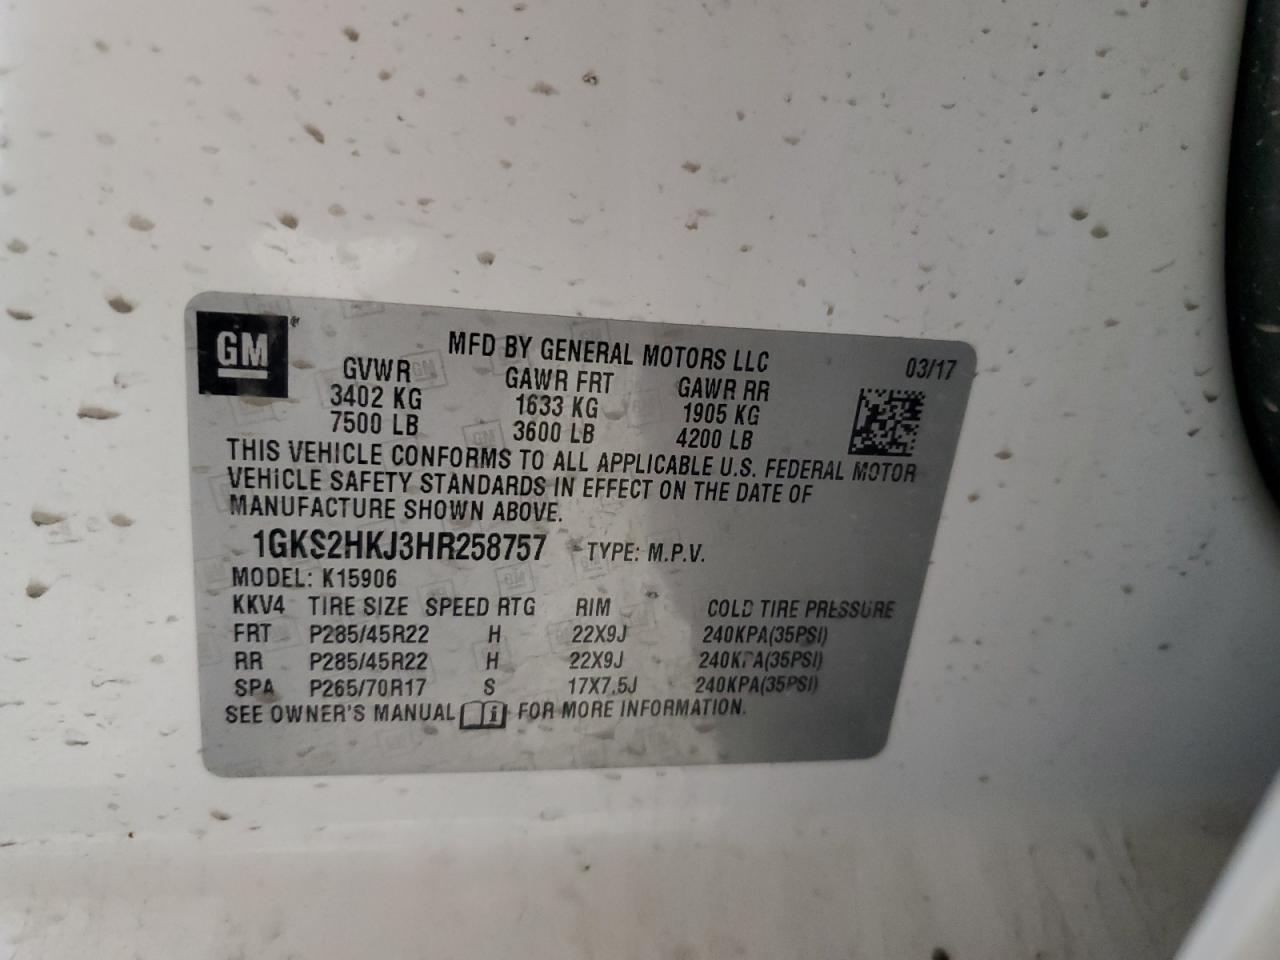 GM
MFD BY GENERAL MOTORS LLC 03/17
GVWR GAWR FRT GAWR RR
3402 KG 1633 KG 1905 KG
7500 LB 3600 LB 4200 LB
THIS VEHICLE CONFORMS TO ALL APPLICABLE U.S. FEDERAL MOTOR
VEHICLE SAFETY STANDARDS IN EFFECT ON THE DATE OF
MANUFACTURE SHOWN ABOVE.
1GKS2HKJ3HR258757 TYPE: M.P.V.
MODEL: K15906
KKV4 TIRE SIZE SPEED RTG RIM COLD TIRE PRESSURE
FRT P285/45R22 H 22X9J 240KPA(35PSI)
RR P285/45R22 H 22X9J 240KPA(35PSI)
SPA P265/70R17 S 17X7.5J 240KPA(35PSI)
SEE OWNER'S MANUAL i FOR MORE INFORMATION.